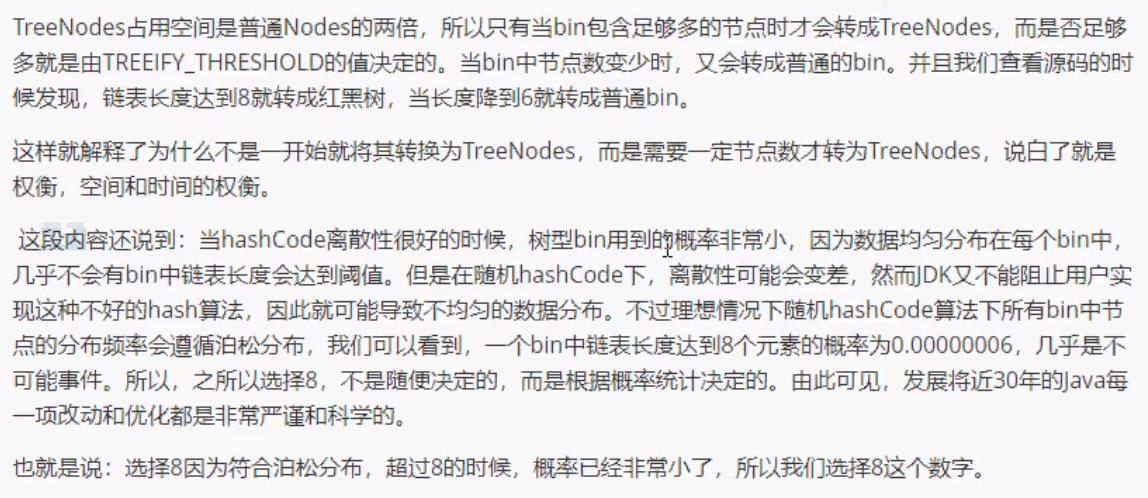 TreeNodes占用空间是普通Nodes的两倍，所以只有当bin包含足够多的节点时才会转成TreeNodes，而是否足够
多就是由TREEIFY_THRESHOLD的值决定的。当bin中节点数变少时，又会转成普通的bin。并且我们查看源码的时
候发现，链表长度达到8就转成红黑树，当长度降到6就转成普通bin。
这样就解释了为什么不是一开始就将其转换为TreeNodes，而是需要一定节点数才转为TreeNodes，说白了就是
权衡，空间和时间的权衡。
这段内容还说到：当hashCode离散性很好的时候，树型bin用到的概率非常小，因为数据均匀分布在每个bin中，
几乎不会有bin中链表长度会达到阈值。但是在随机hashCode下，离散性可能会变差，然而JDK又不能阻止用户实
现这种不好的hash算法，因此就可能导致不均匀的数据分布。不过理想情况下随机hashCode算法下所有bin中节
点的分布频率会遵循泊松分布，我们可以看到，一个bin中链表长度达到8个元素的概率为0.00000006，几乎是不
可能事件。所以，之所以选择8，不是随便决定的，而是根据概率统计决定的。由此可见，发展将近30年的Java每
一项改动和优化都是非常严谨和科学的。
也就是说：选择8因为符合泊松分布，超过8的时候，概率已经非常小了，所以我们选择8这个数字。